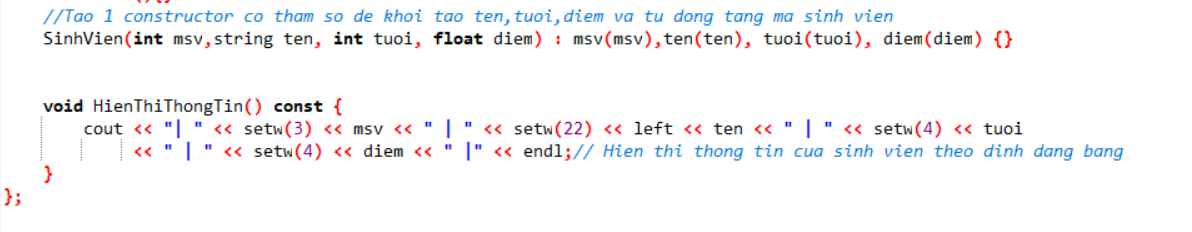 //Tao 1 constructor co tham so de khoi tao ten,tuoi,diem va tu dong tang ma sinh vien
SinhVien(int msv,string ten, int tuoi, float diem) : msv(msv),ten(ten), tuoi(tuoi), diem(diem) {}
void HienThiThongTin() const {
cout << "| " << setw(3) << msv << " | " << setw(22) << left << ten << " | " << setw(4) << tuoi
<< " | " << setw(4) << diem << " |" << endl;// Hien thi thong tin cua sinh vien theo dinh dang bang
}
};